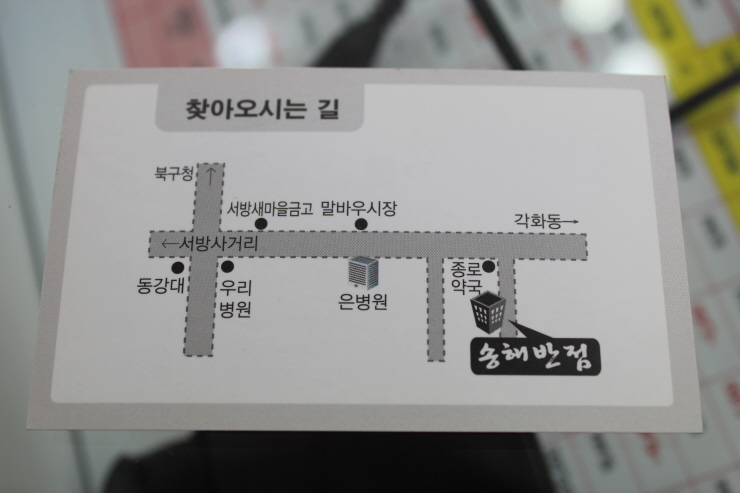 찾아오시는 길
북구청
서방새마을금고 말바우시장
각화동→
←서방사거리
동강대
우리
병원
은병원
종로
약국
송해반점